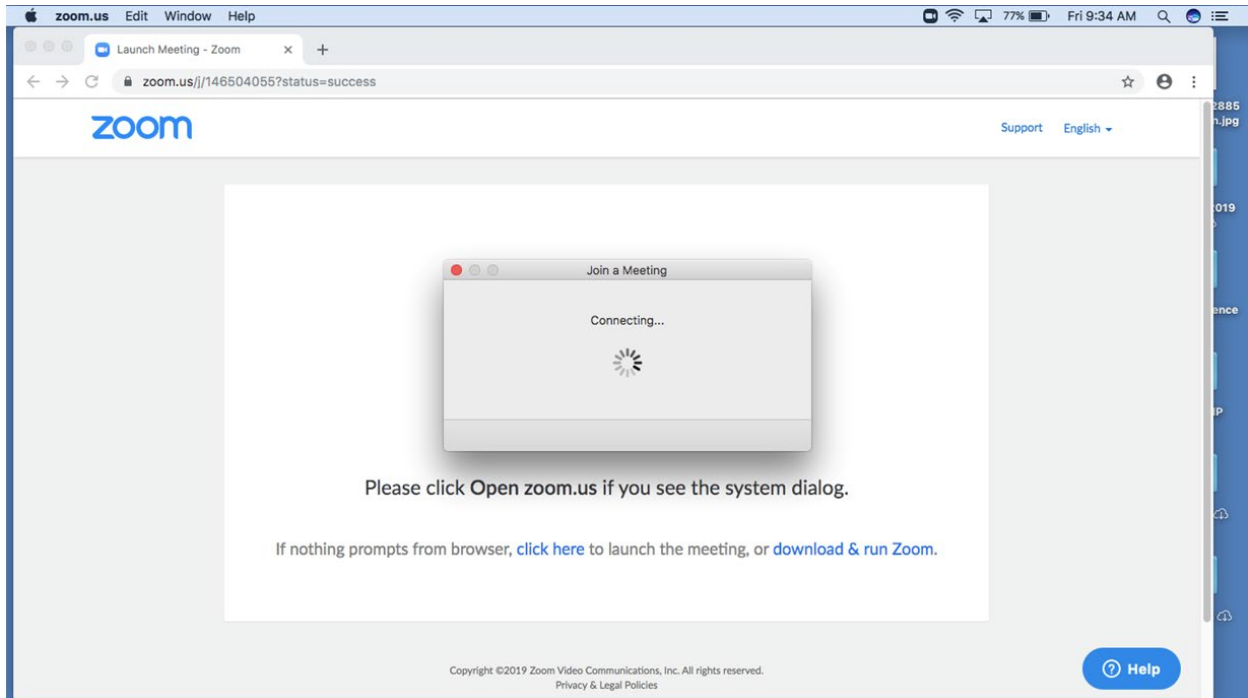 zoom.us Edit Window Help 77% Fri 9:34 AM
Launch Meeting - Zoom
zoom.us/j/146504055?status=success
zoom
Support English
2885
n.jpg
019
Join a Meeting
Connecting...
ence
IP
Please click Open zoom.us if you see the system dialog.
If nothing prompts from browser, click here to launch the meeting, or download & run Zoom.
Copyright ©2019 Zoom Video Communications, Inc. All rights reserved.
Privacy & Legal Policies
Help